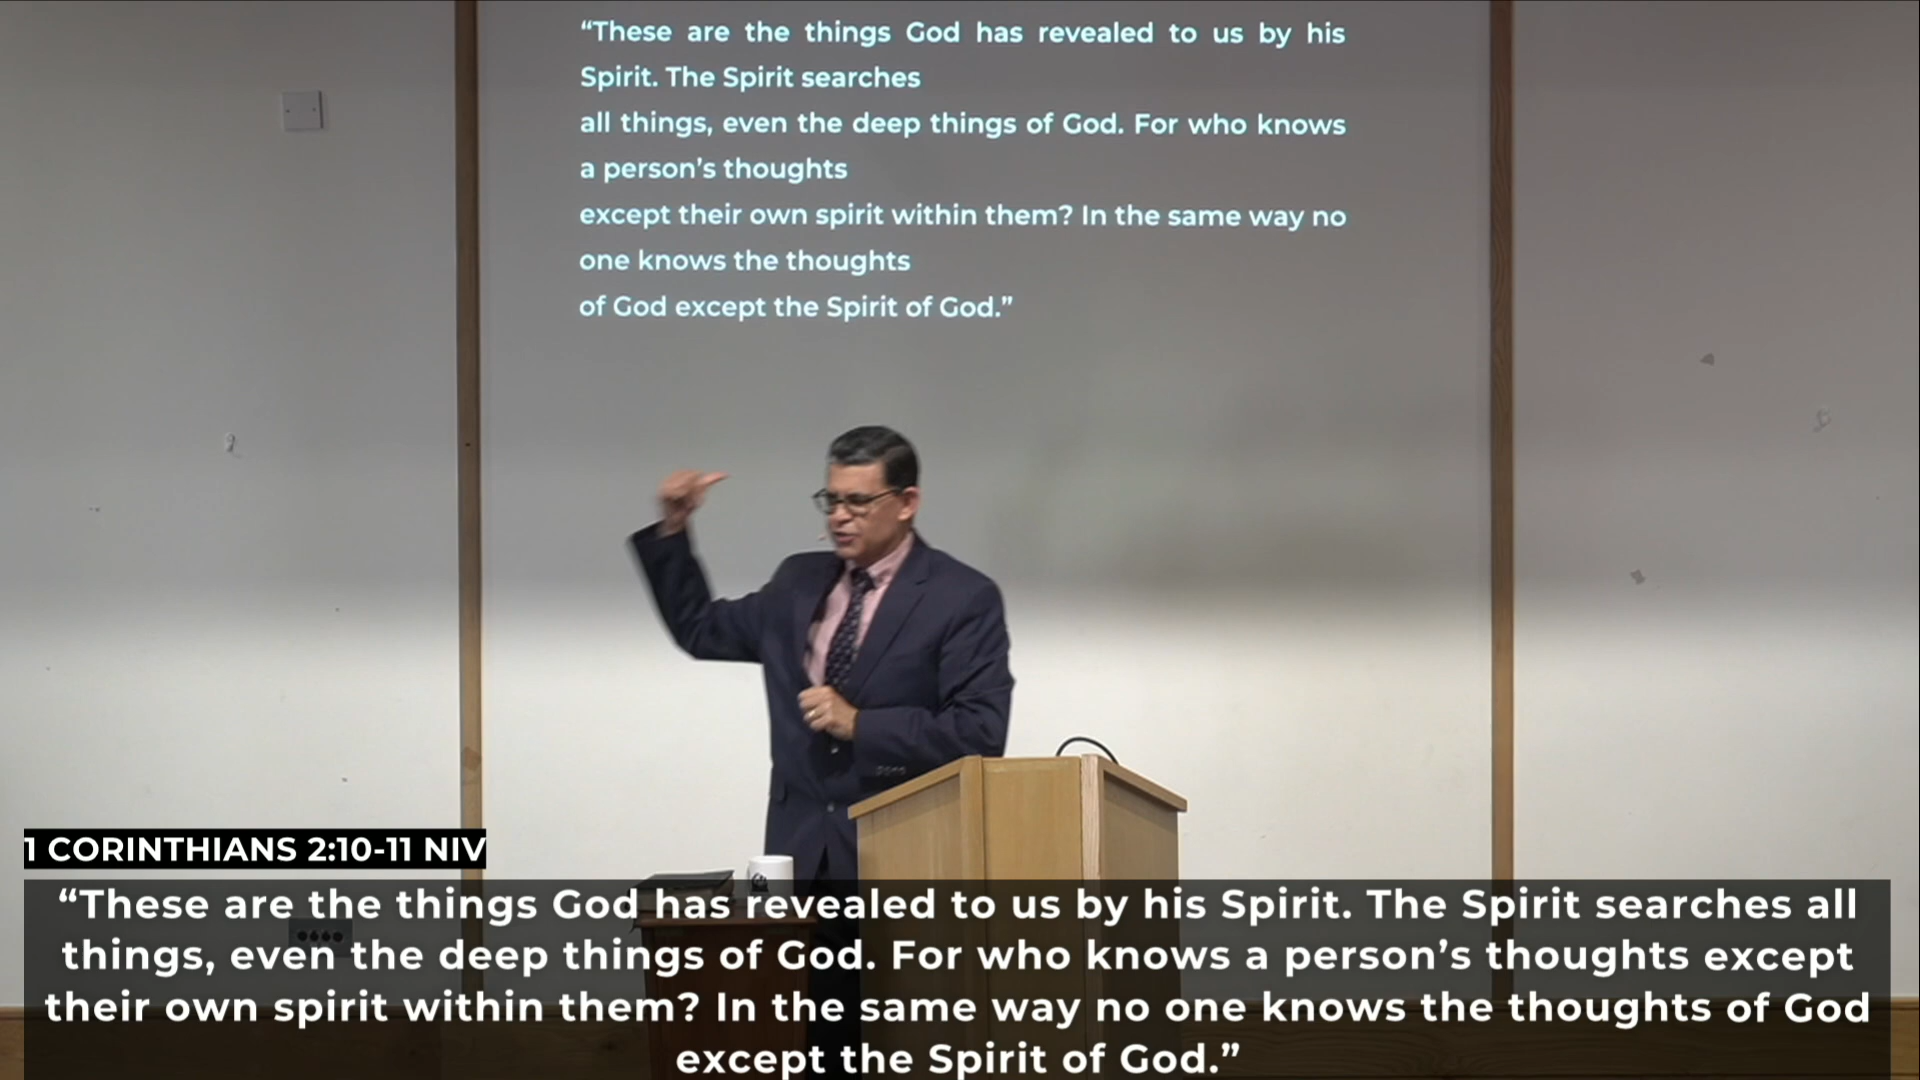 “These are the things God has revealed to us by his
Spirit. The Spirit searches
all things, even the deep things of God. For who knows
a person’s thoughts
except their own spirit within them? In the same way no
one knows the thoughts
of God except the Spirit of God.”
1 CORINTHIANS 2:10-11 NIV
“These are the things God has revealed to us by his Spirit. The Spirit searches all
things, even the deep things of God. For who knows a person’s thoughts except
their own spirit within them? In the same way no one knows the thoughts of God
except the Spirit of God.”